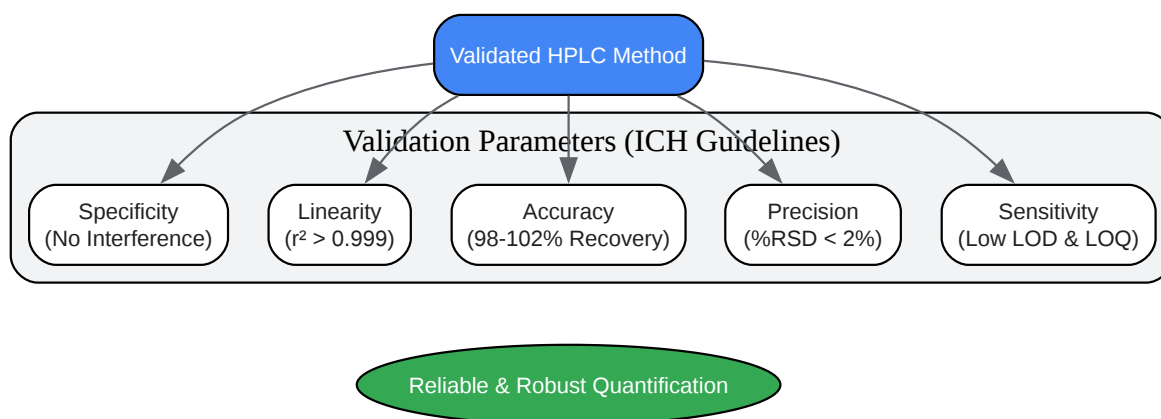 Validated HPLC Method
Validation Parameters (ICH Guidelines)
Specificity
(No Interference)
Linearity
(r² > 0.999)
Accuracy
(98-102% Recovery)
Precision
(%RSD < 2%)
Sensitivity
(Low LOD & LOQ)
Reliable & Robust Quantification